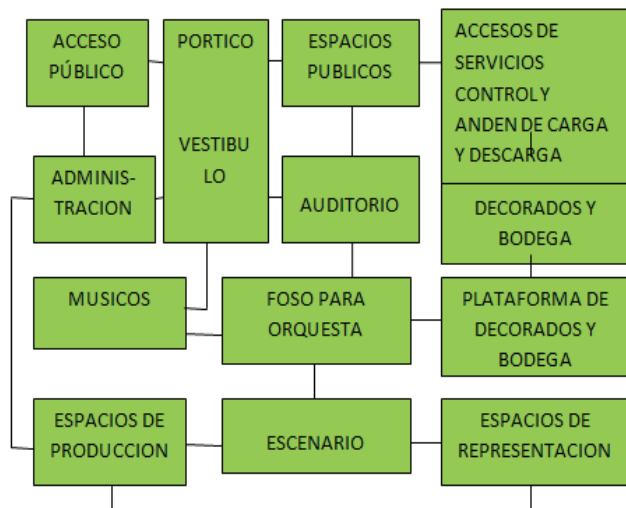 ACCESO
PÚBLICO
PORTICO
VESTIBU
LO
ESPACIOS
PUBLICOS
ACCESOS DE
SERVICIOS
CONTROL Y
ANDEN DE CARGA
Y DESCARGA
ADMINIS-
TRACION
AUDITORIO
DECORADOS Y
BODEGA
MUSICOS
FOSO PARA
ORQUESTA
PLATAFORMA DE
DECORADOS Y
BODEGA
ESPACIOS DE
PRODUCCION
ESCENARIO
ESPACIOS DE
REPRESENTACION